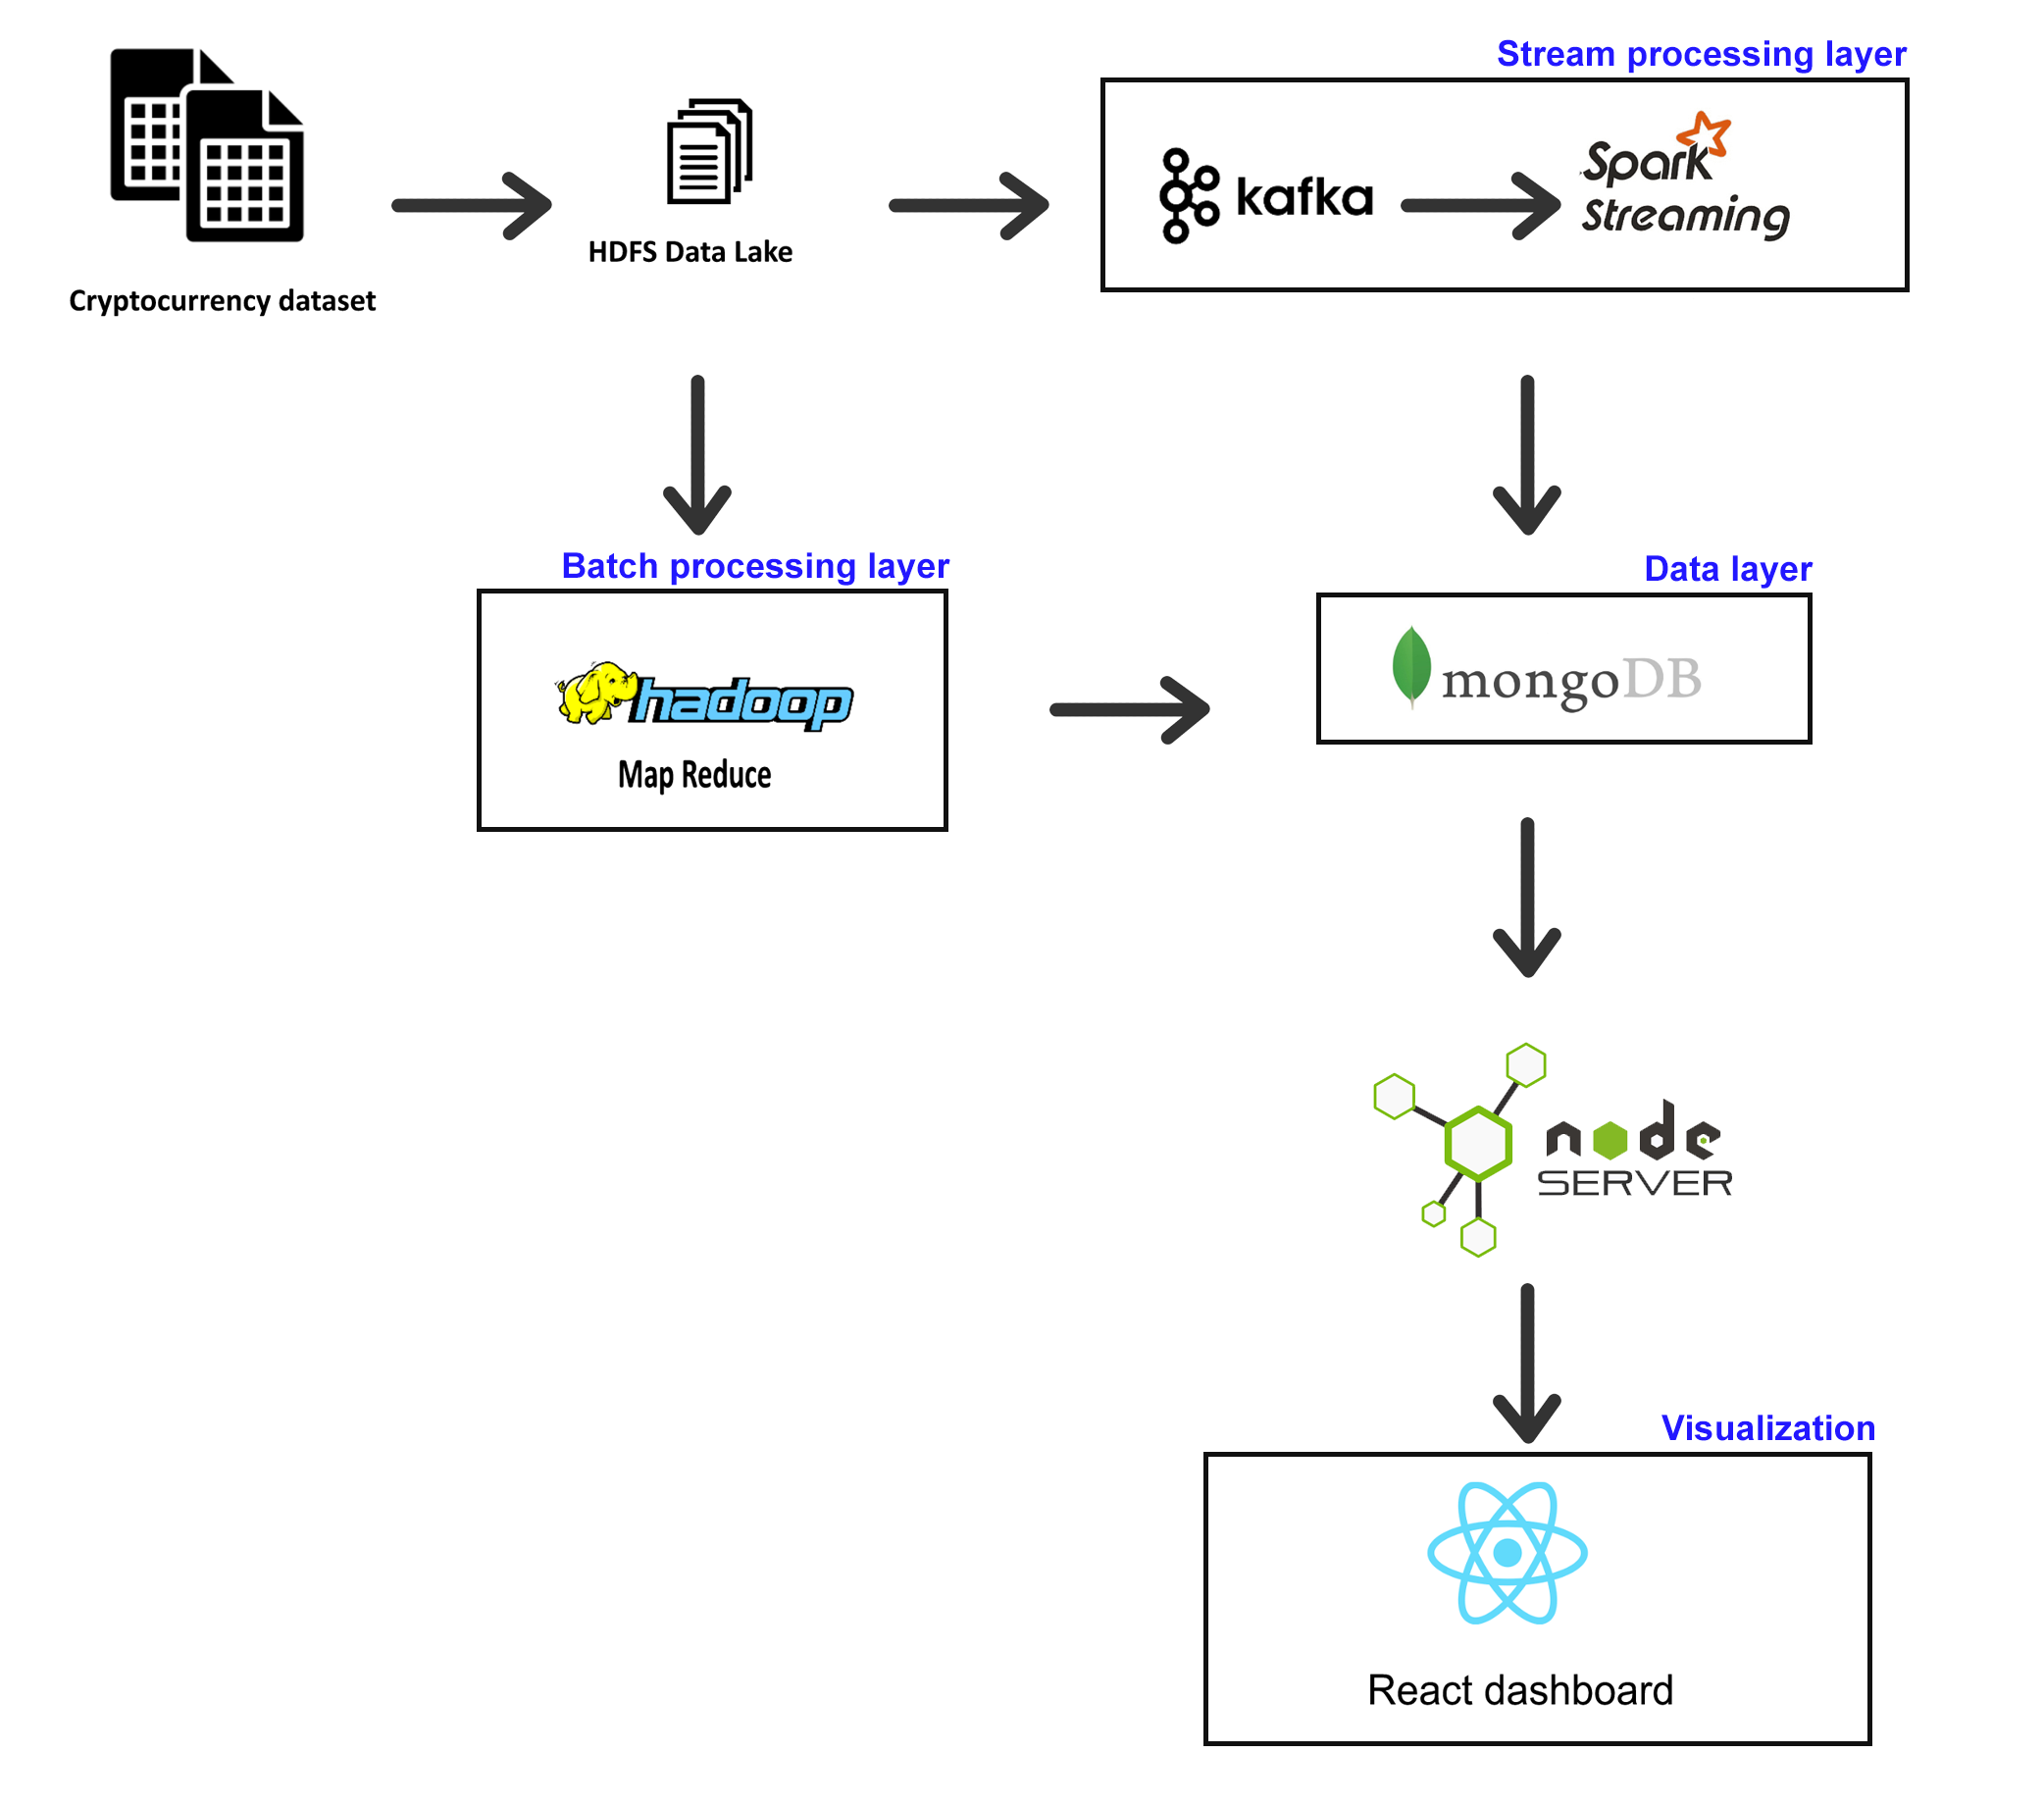 Stream processing layer
kafka
Spark
Streaming
HDFS Data Lake
Cryptocurrency dataset
Batch processing layer
Data layer
hadoop
Map Reduce
mongoDB
node
SERVER
Visualization
React dashboard